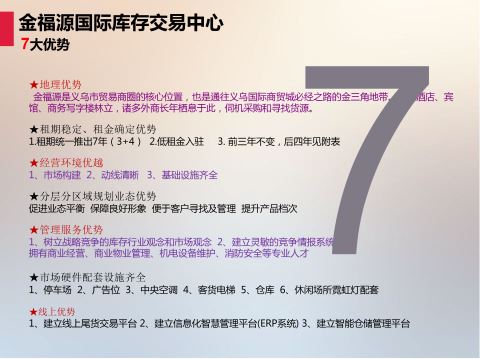 金福源国际库存交易中心
7大优势
7
★地理优势
金福源是义乌市贸易商圈的核心位置，也是通往义乌国际商贸城必经之路的金三角地带、酒店、宾
馆、商务写字楼林立，诸多外商长年栖息于此，伺机采购和寻找货源。
★租期稳定、租金确定优势
1.租期统一推出7年（3+4） 2.低租金入驻 3. 前三年不变，后四年见附表
★经营环境优越
1、市场构建 2、动线清晰 3、基础设施齐全
★分层分区域规划业态优势
促进业态平衡 保障良好形象 便于客户寻找及管理 提升产品档次
★管理服务优势
1、树立战略竞争的库存行业观念和市场观念 2、建立灵敏的竞争情报系统
拥有商业经营、商业物业管理、机电设备维护、消防安全等专业人才
★市场硬件配套设施齐全
1、停车场 2、广告位 3、中央空调 4、客货电梯 5、仓库 6、休闲场所霓虹灯配套
★线上优势
1、建立线上尾货交易平台 2、建立信息化智慧管理平台(ERP系统) 3、建立智能仓储管理平台